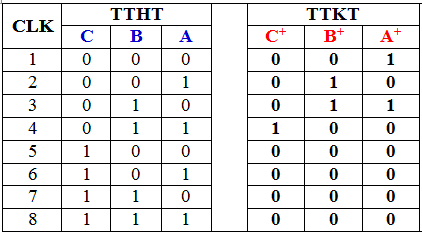 CLK TTHT TTKT
C B A C⁺ B⁺ A⁺
1 0 0 0 0 0 1
2 0 0 1 0 1 0
3 0 1 0 0 1 1
4 0 1 1 1 0 0
5 1 0 0 0 0 0
6 1 0 1 0 0 0
7 1 1 0 0 0 0
8 1 1 1 0 0 0